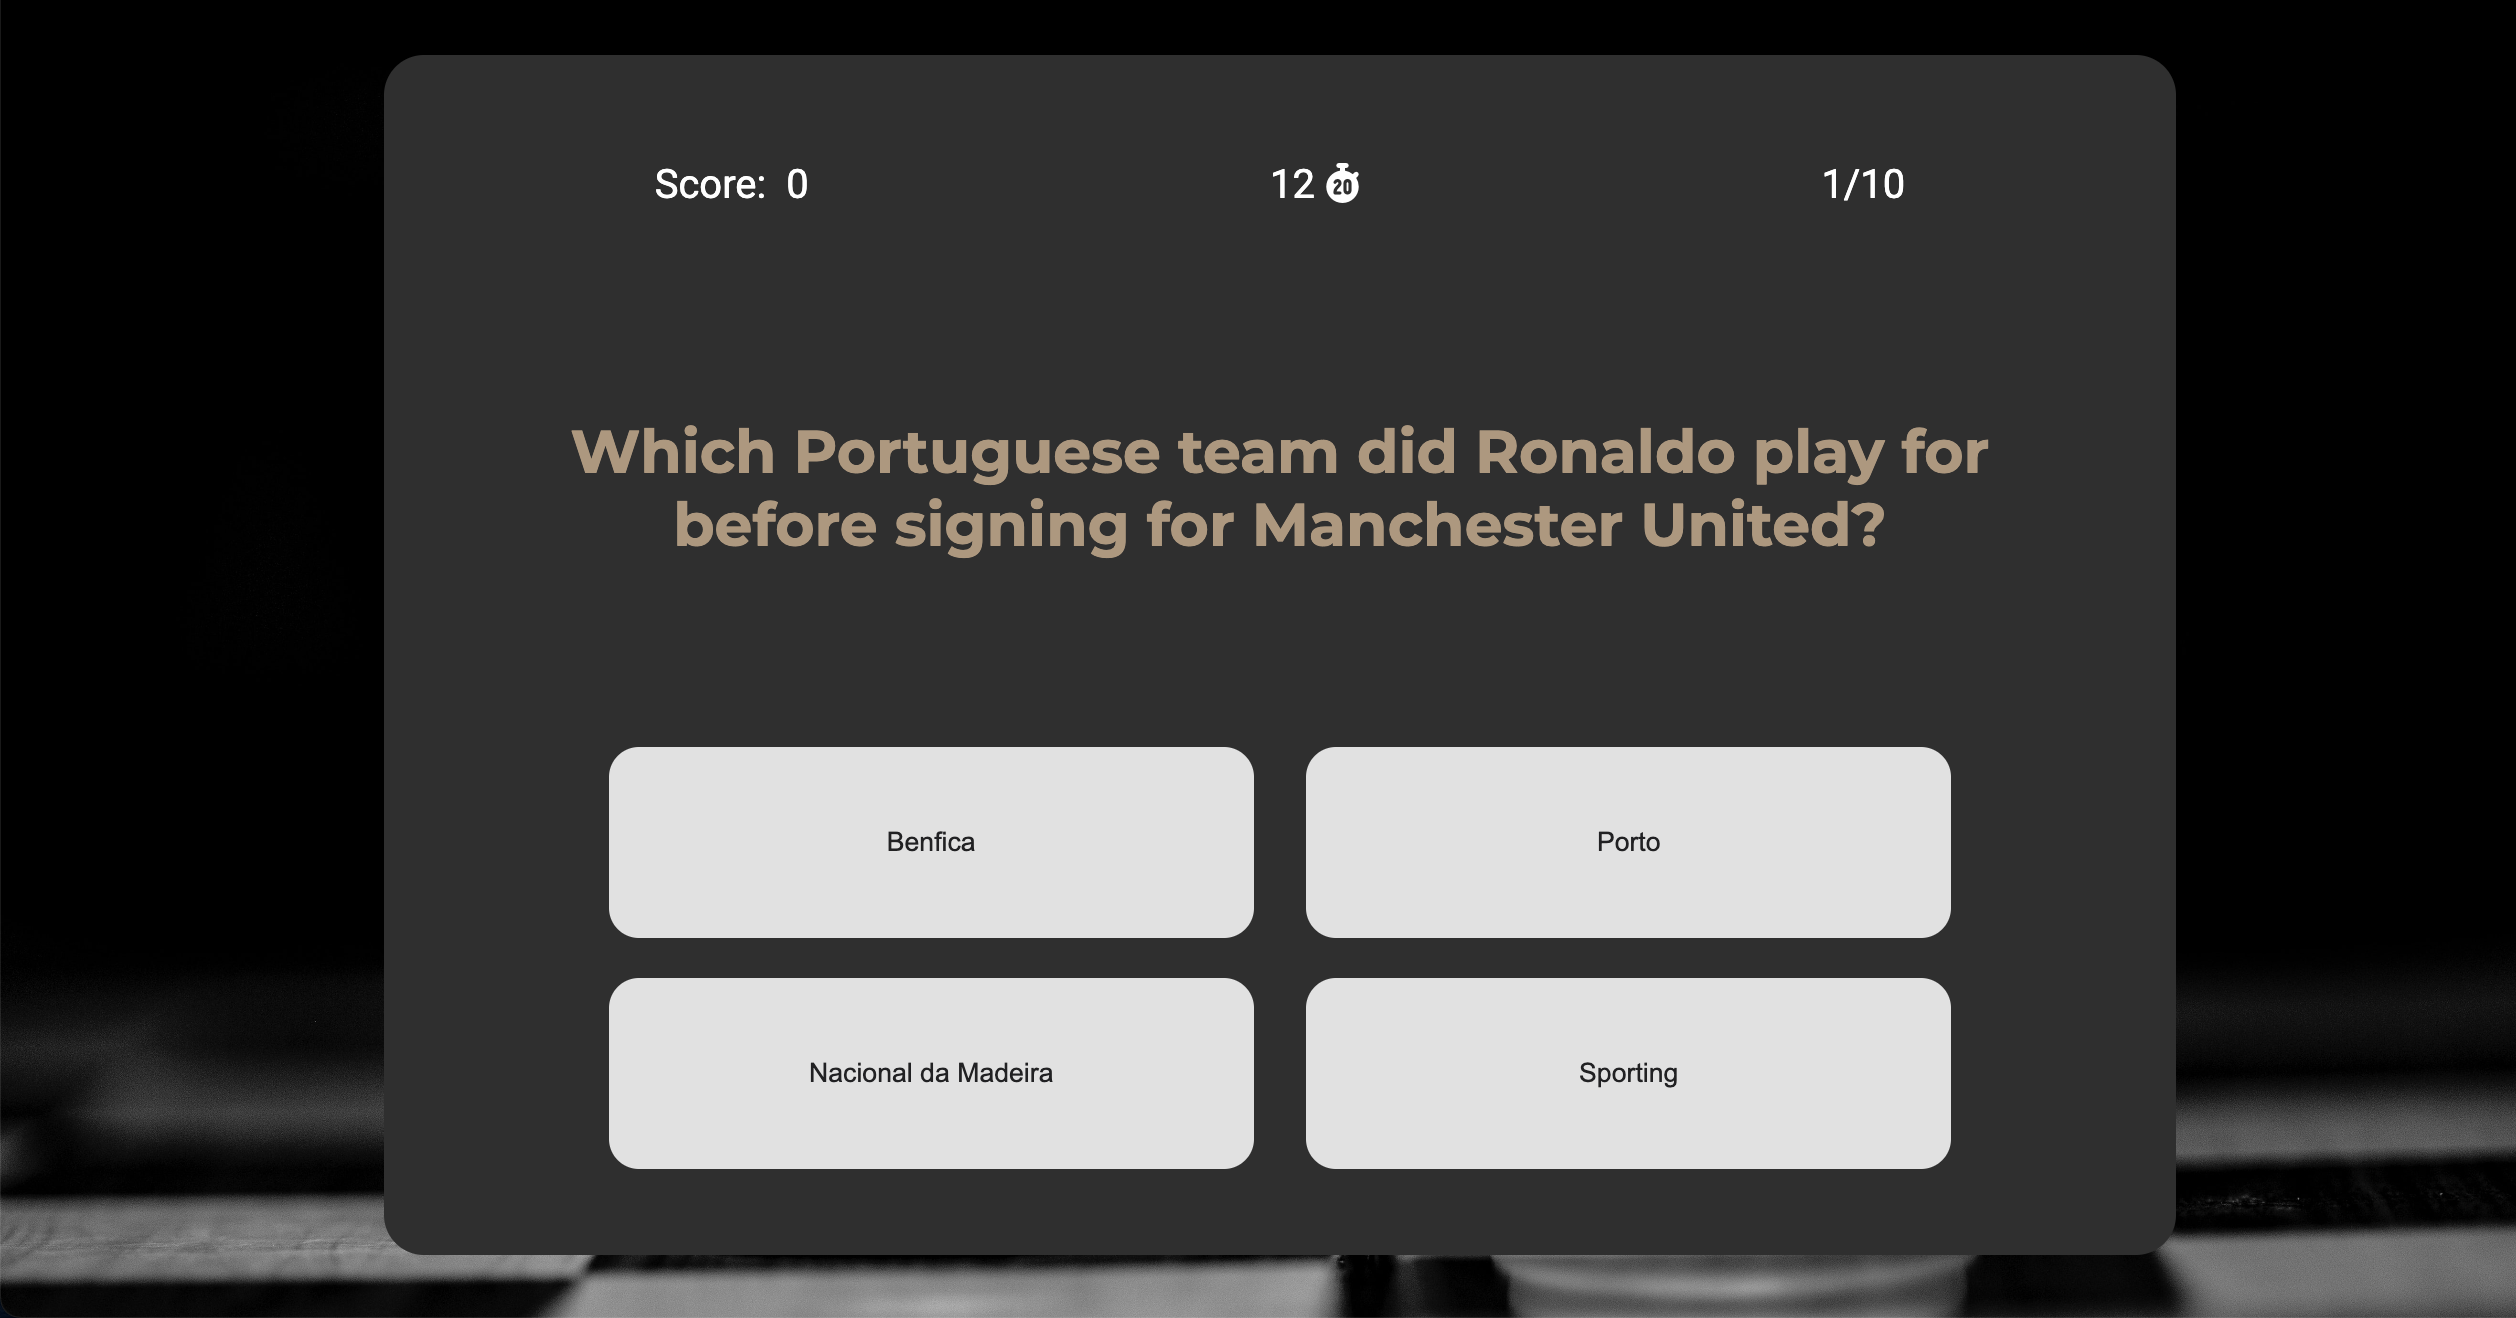 Score: 0
12 20
1/10
Which Portuguese team did Ronaldo play for
before signing for Manchester United?
Benfica
Porto
Nacional da Madeira
Sporting